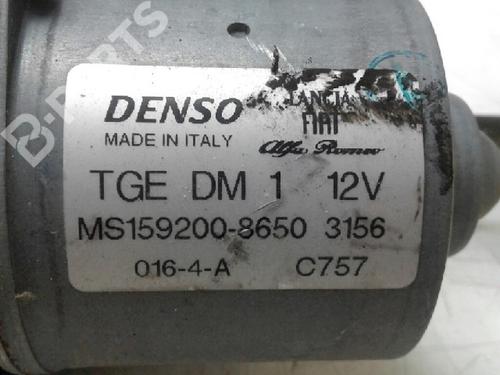 B-PARTS
DENSO LANCIA
FIAT
MADE IN ITALY Alfa Romeo
TGE DM 1 12V
MS159200-8650 3156
016-4-A C757